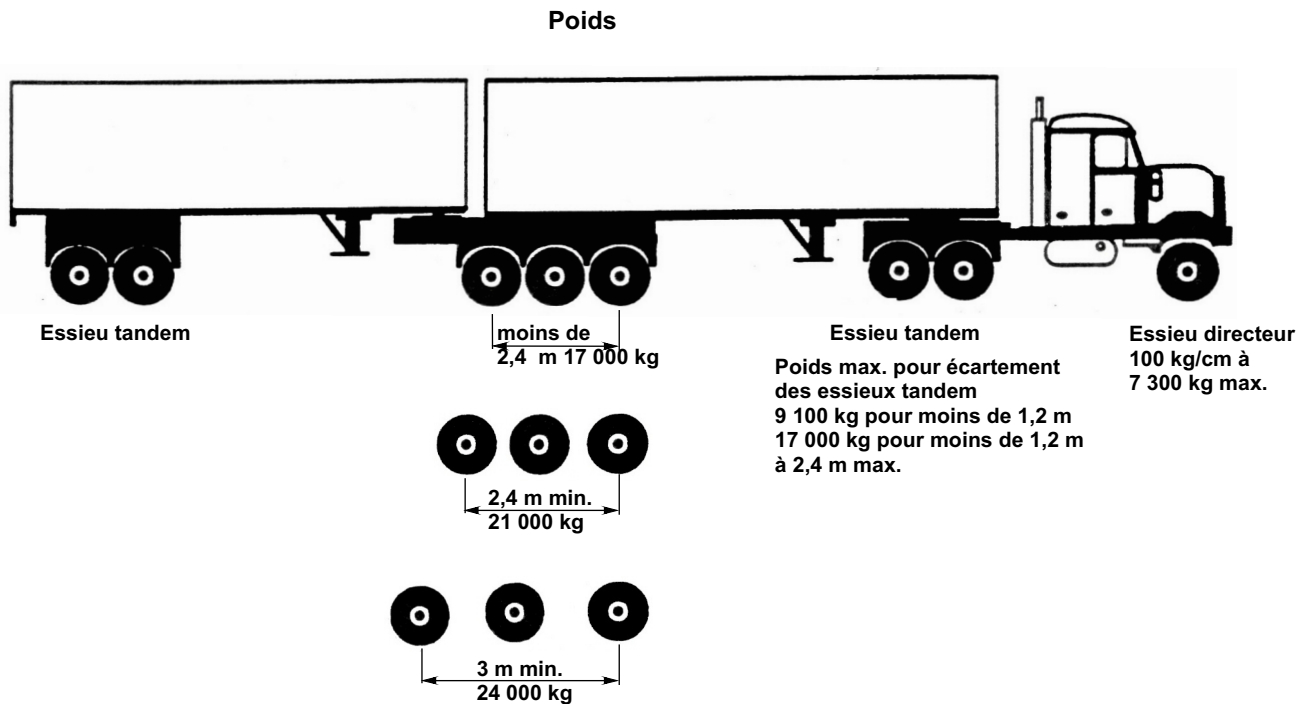 Poids
Essieu tandem
moins de
2,4 m 17 000 kg
Essieu tandem
Poids max. pour écartement
des essieux tandem
9 100 kg pour moins de 1,2 m
17 000 kg pour moins de 1,2 m
à 2,4 m max.
Essieu directeur
100 kg/cm à
7 300 kg max.
2,4 m min.
21 000 kg
3 m min.
24 000 kg